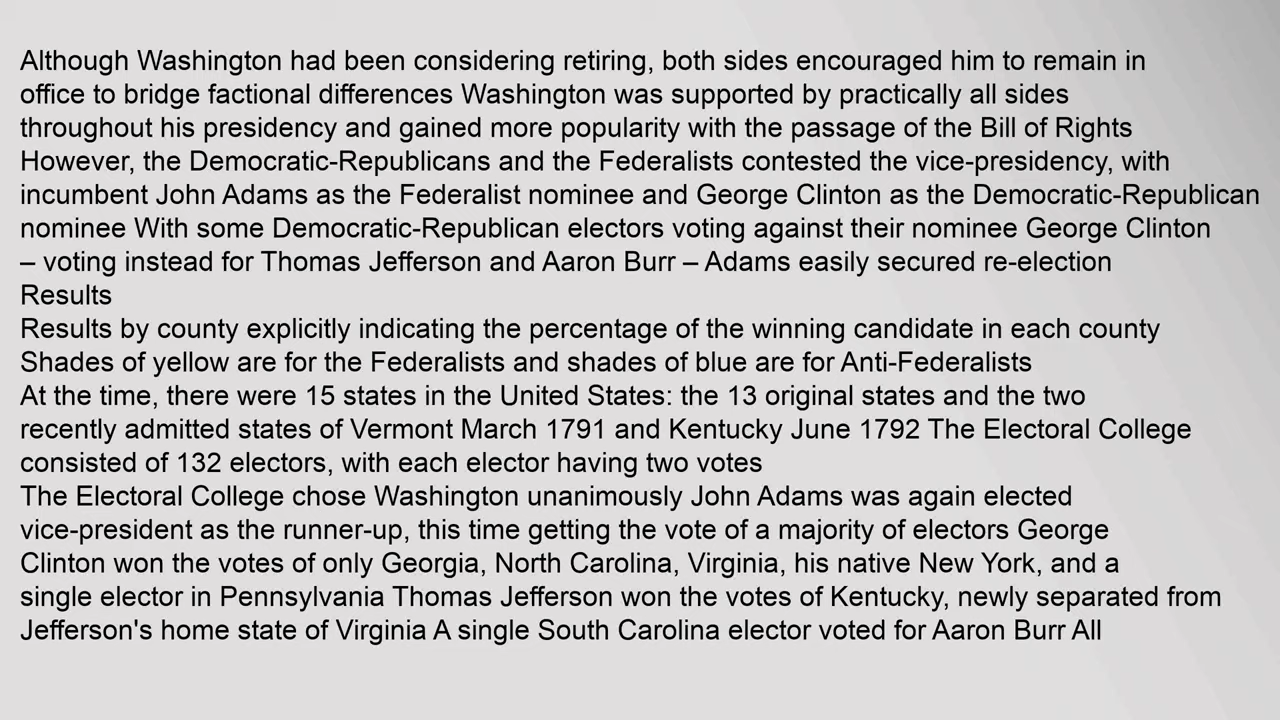 Although Washington had been considering retiring, both sides encouraged him to remain in
office to bridge factional differences Washington was supported by practically all sides
throughout his presidency and gained more popularity with the passage of the Bill of Rights
However, the Democratic-Republicans and the Federalists contested the vice-presidency, with
incumbent John Adams as the Federalist nominee and George Clinton as the Democratic-Republican
nominee With some Democratic-Republican electors voting against their nominee George Clinton
– voting instead for Thomas Jefferson and Aaron Burr – Adams easily secured re-election
Results
Results by county explicitly indicating the percentage of the winning candidate in each county
Shades of yellow are for the Federalists and shades of blue are for Anti-Federalists
At the time, there were 15 states in the United States: the 13 original states and the two
recently admitted states of Vermont March 1791 and Kentucky June 1792 The Electoral College
consisted of 132 electors, with each elector having two votes
The Electoral College chose Washington unanimously John Adams was again elected
vice-president as the runner-up, this time getting the vote of a majority of electors George
Clinton won the votes of only Georgia, North Carolina, Virginia, his native New York, and a
single elector in Pennsylvania Thomas Jefferson won the votes of Kentucky, newly separated from
Jefferson's home state of Virginia A single South Carolina elector voted for Aaron Burr All